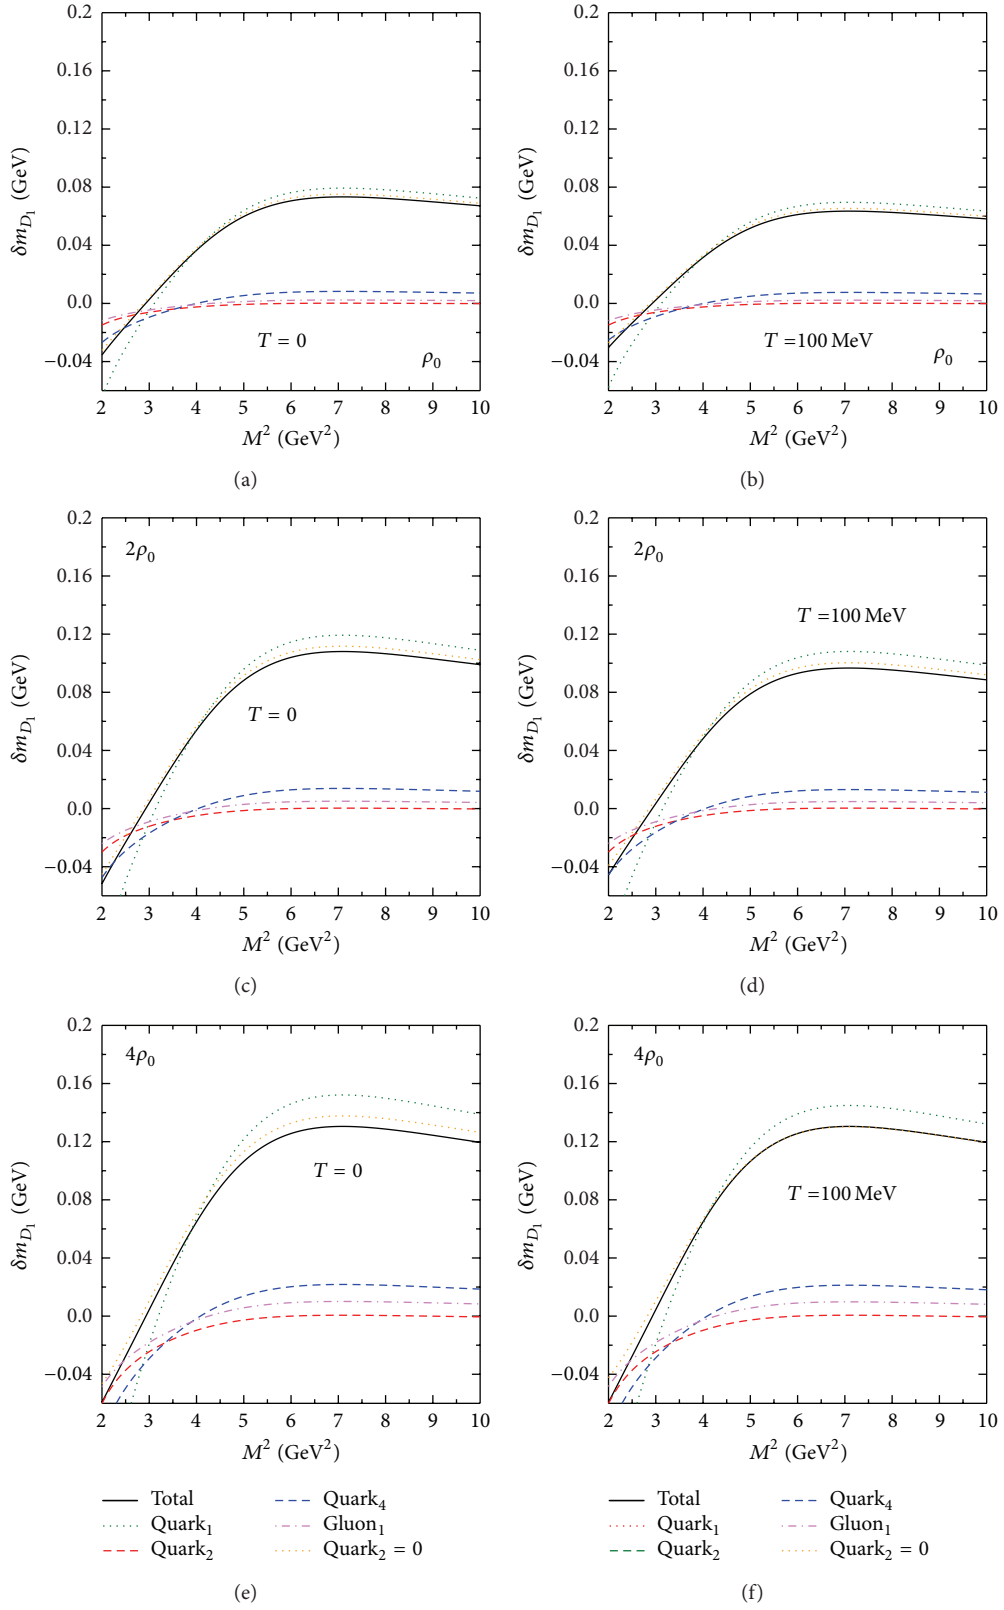 0.2
0.16
0.12
0.08
0.04
0.0
−0.04
δm_{D_1} (GeV)
T = 0
ρ_0
2 3 4 5 6 7 8 9 10
M^2 (GeV^2)
(a)
0.2
0.16
0.12
0.08
0.04
0.0
−0.04
δm_{D_1} (GeV)
T =100 MeV
ρ_0
2 3 4 5 6 7 8 9 10
M^2 (GeV^2)
(b)
0.2
2ρ_0
0.16
0.12
0.08
0.04
0.0
−0.04
δm_{D_1} (GeV)
T = 0
2 3 4 5 6 7 8 9 10
M^2 (GeV^2)
(c)
0.2
2ρ_0
0.16
0.12
0.08
0.04
0.0
−0.04
δm_{D_1} (GeV)
T =100 MeV
2 3 4 5 6 7 8 9 10
M^2 (GeV^2)
(d)
0.2
4ρ_0
0.16
0.12
0.08
0.04
0.0
−0.04
δm_{D_1} (GeV)
T = 0
2 3 4 5 6 7 8 9 10
M^2 (GeV^2)
Total
Quark_1
Quark_2
Quark_4
Gluon_1
Quark_2 = 0
(e)
0.2
4ρ_0
0.16
0.12
0.08
0.04
0.0
−0.04
δm_{D_1} (GeV)
T =100 MeV
2 3 4 5 6 7 8 9 10
M^2 (GeV^2)
Total
Quark_1
Quark_2
Quark_4
Gluon_1
Quark_2 = 0
(f)